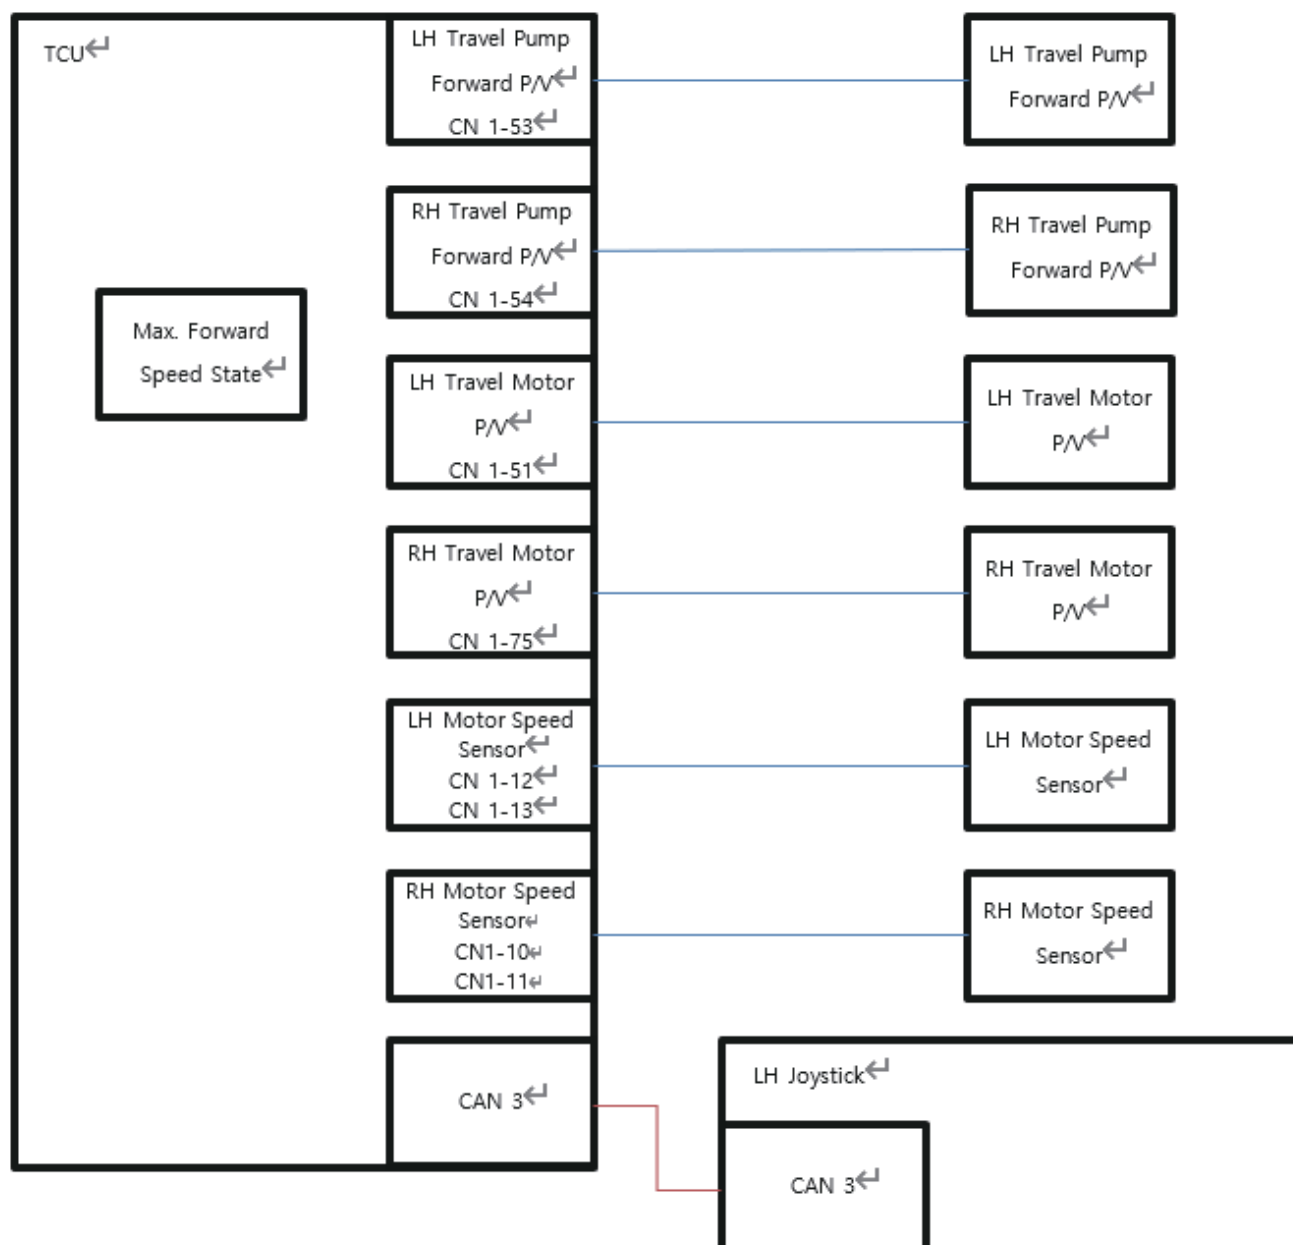 TCU
LH Travel Pump
Forward P/V
CN 1-53
LH Travel Pump
Forward P/V
RH Travel Pump
Forward P/V
CN 1-54
RH Travel Pump
Forward P/V
Max. Forward
Speed State
LH Travel Motor
P/V
CN 1-51
LH Travel Motor
P/V
RH Travel Motor
P/V
CN 1-75
RH Travel Motor
P/V
LH Motor Speed
Sensor
CN 1-12
CN 1-13
LH Motor Speed
Sensor
RH Motor Speed
Sensor
CN1-10
CN1-11
RH Motor Speed
Sensor
CAN 3
LH Joystick
CAN 3